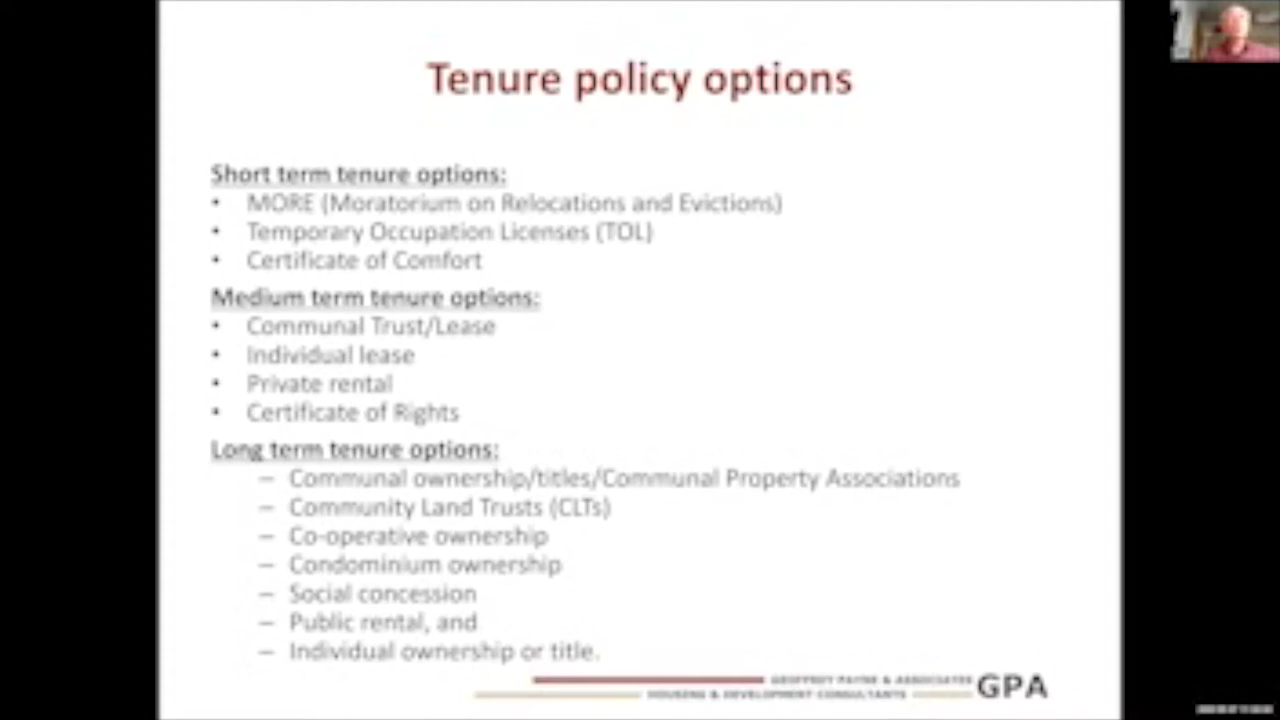 Tenure policy options
Short term tenure options:
• MORE (Moratorium on Relocations and Evictions)
• Temporary Occupation Licenses (TOL)
• Certificate of Comfort
Medium term tenure options:
• Communal Trust/Lease
• Individual lease
• Private rental
• Certificate of Rights
Long term tenure options:
– Communal ownership/titles/Communal Property Associations
– Community Land Trusts (CLTs)
– Co-operative ownership
– Condominium ownership
– Social concession
– Public rental, and
– Individual ownership or title.
GEOFFREY PAYNE & ASSOCIATES
HOUSING & DEVELOPMENT CONSULTANTS
GPA